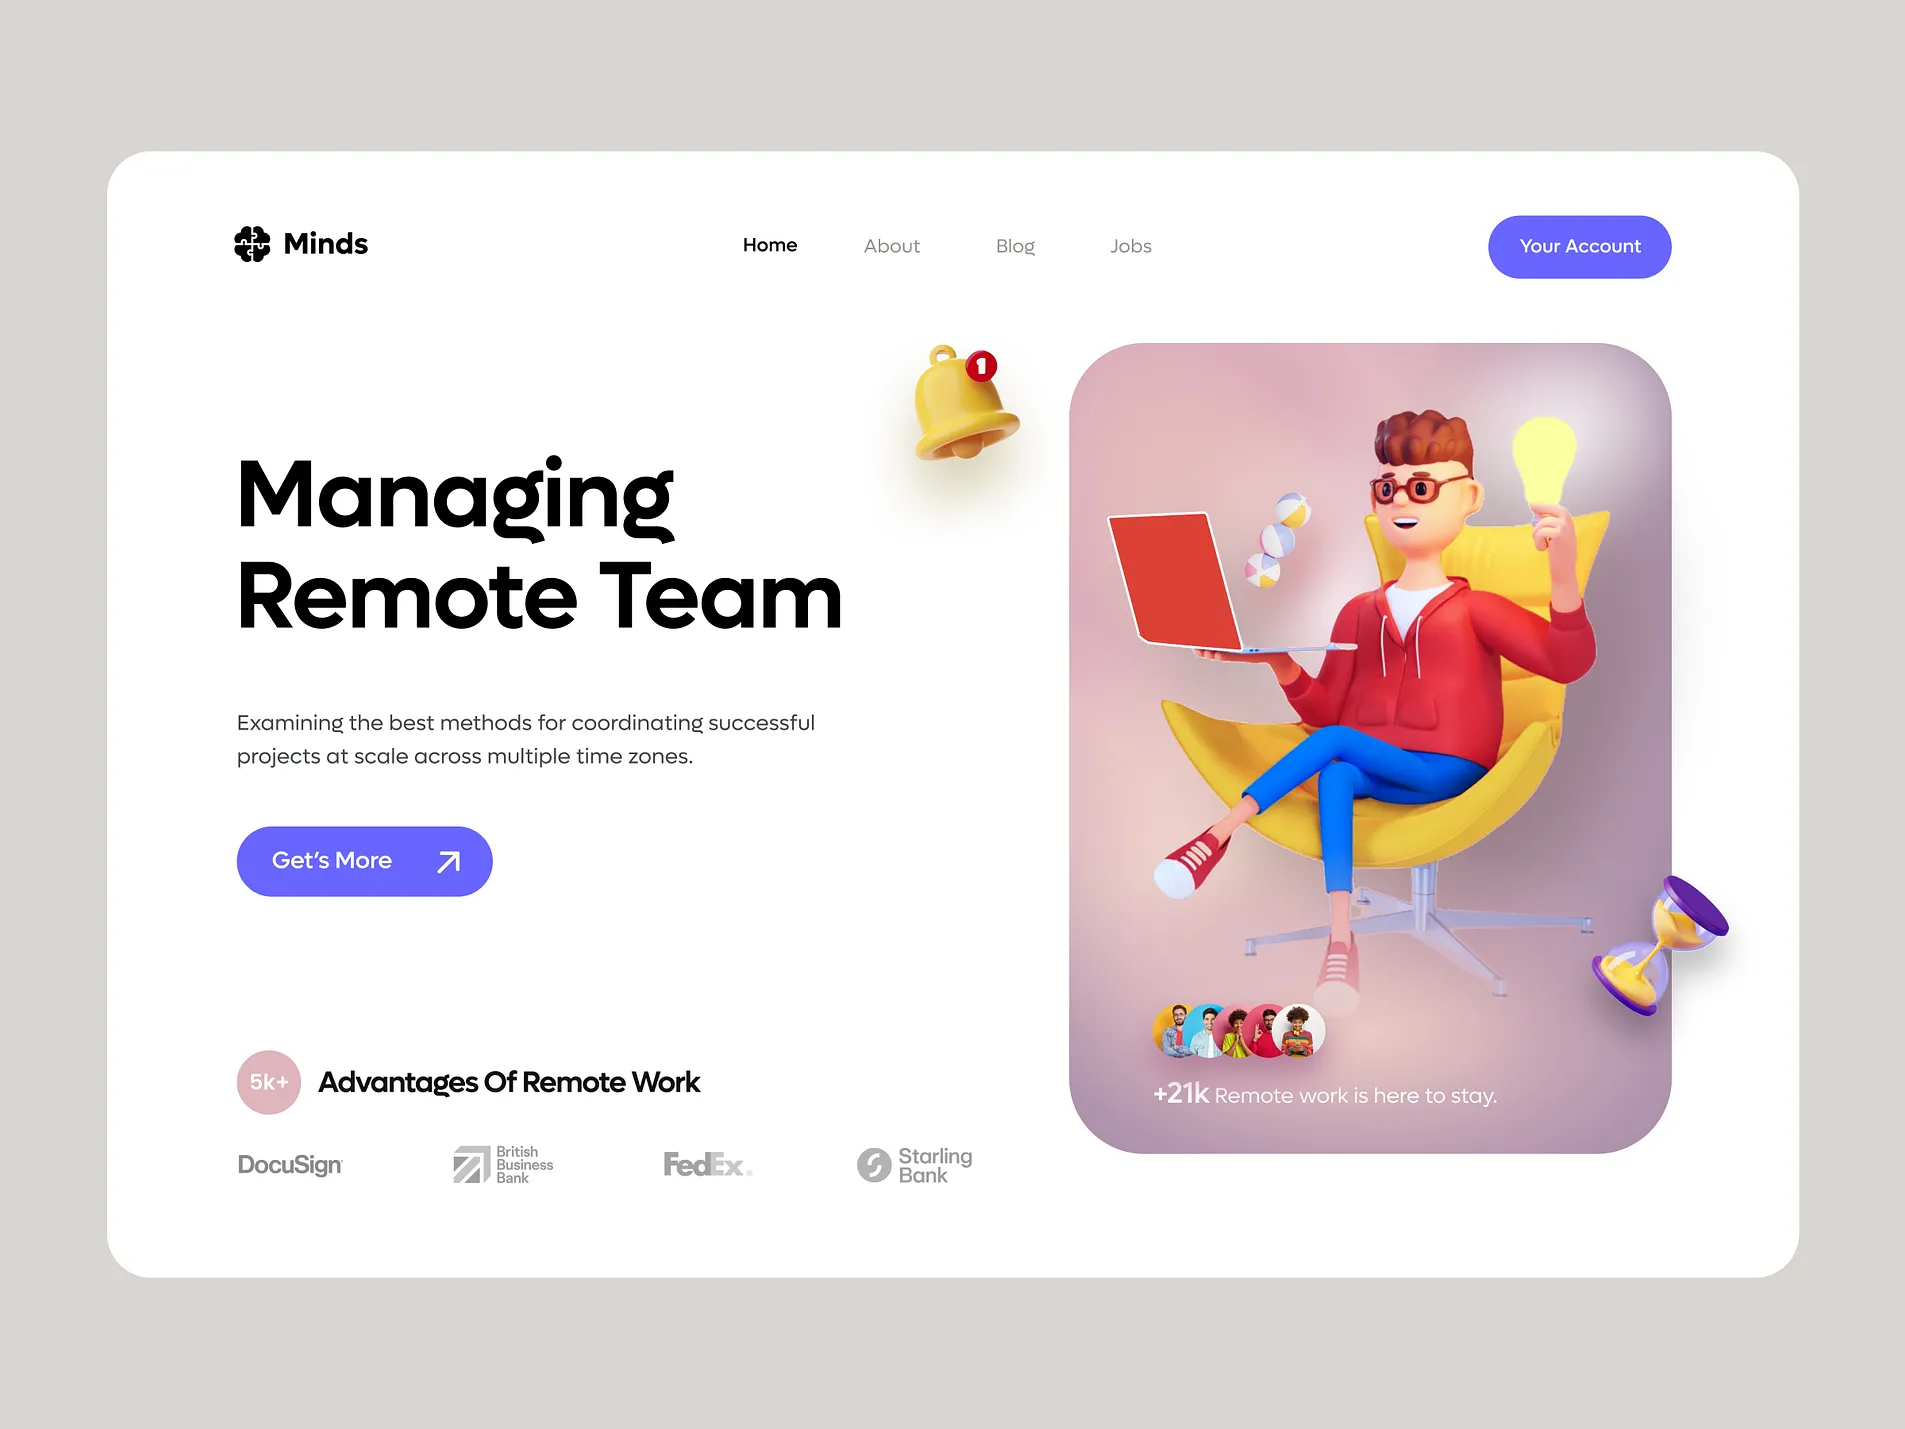 Minds
Home
About
Blog
Jobs
Your Account
1
Managing
Remote Team
Examining the best methods for coordinating successful
projects at scale across multiple time zones.
Get’s More
5k+
Advantages Of Remote Work
DocuSign
British
Business
Bank
FedEx
Starling
Bank
+21k Remote work is here to stay.